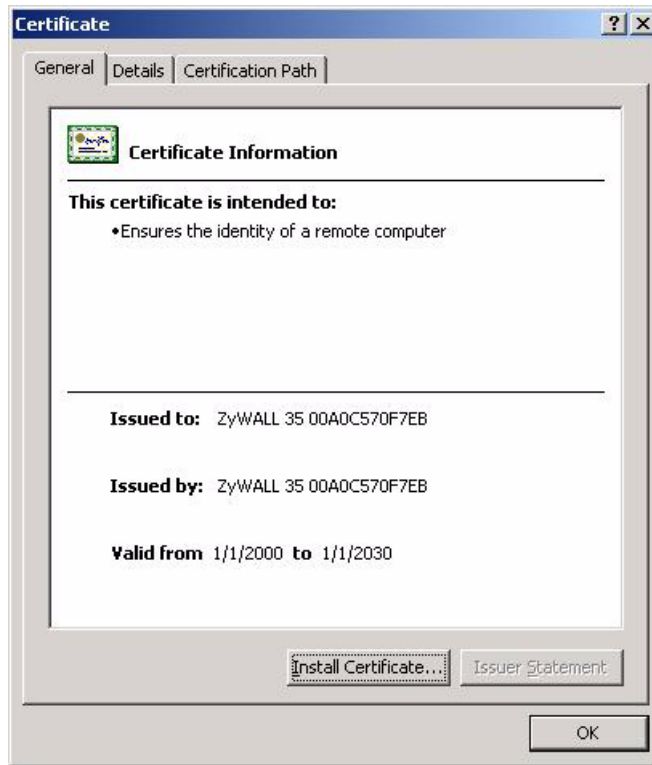 Certificate
General Details Certification Path
Certificate Information
This certificate is intended to:
•Ensures the identity of a remote computer
Issued to: ZyWALL 35 00A0C570F7EB
Issued by: ZyWALL 35 00A0C570F7EB
Valid from 1/1/2000 to 1/1/2030
Install Certificate... Issuer Statement
OK